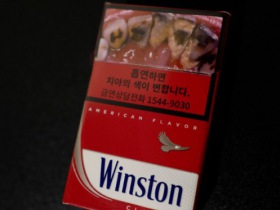 흡연하면
치아의 색이 변합니다.
금연상담전화 1544-9030
AMERICAN FLAVOR
Winston